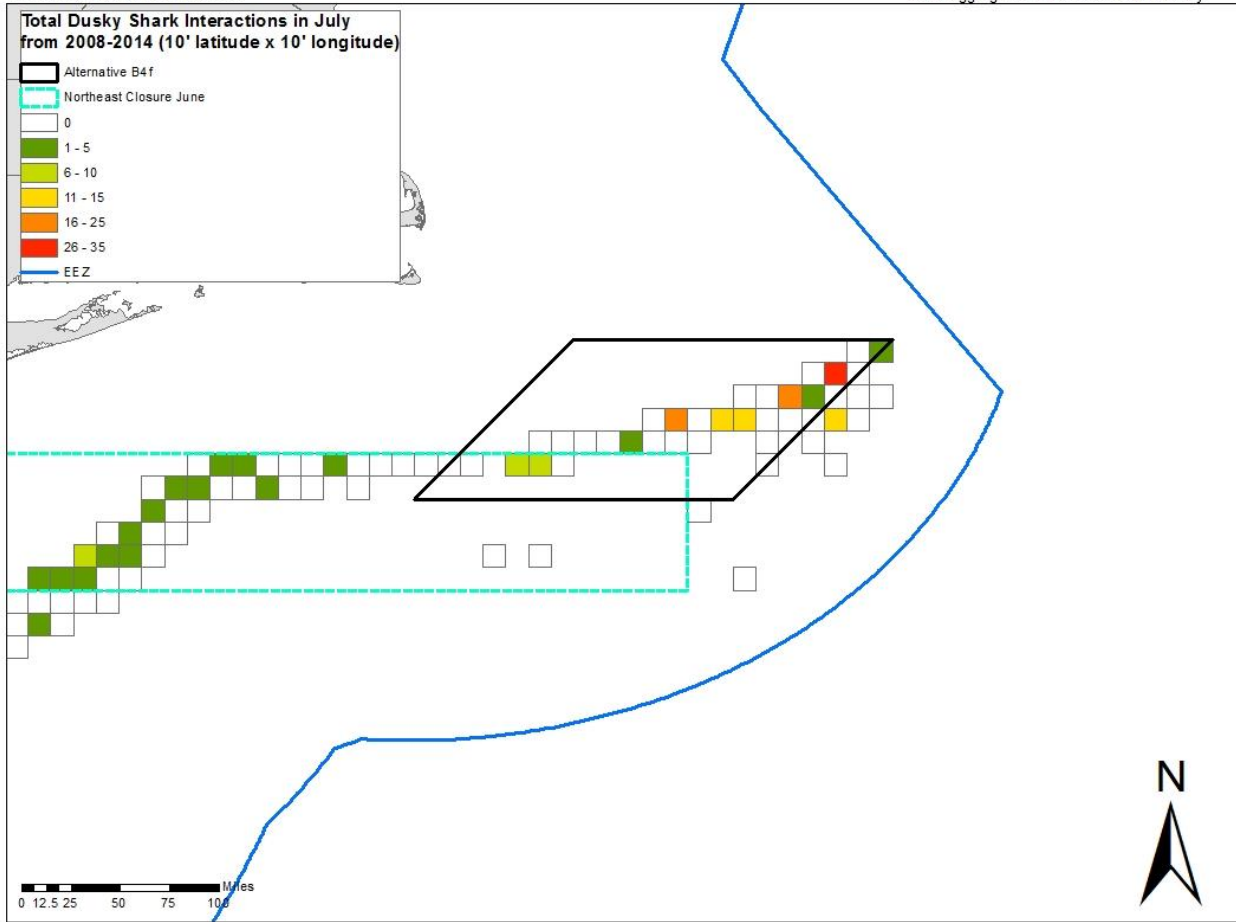 Total Dusky Shark Interactions in July
from 2008-2014 (10' latitude x 10' longitude)
Alternative B4f
Northeast Closure June
0
1 - 5
6 - 10
11 - 15
16 - 25
26 - 35
EEZ
N
Miles
0 12.5 25 50 75 100